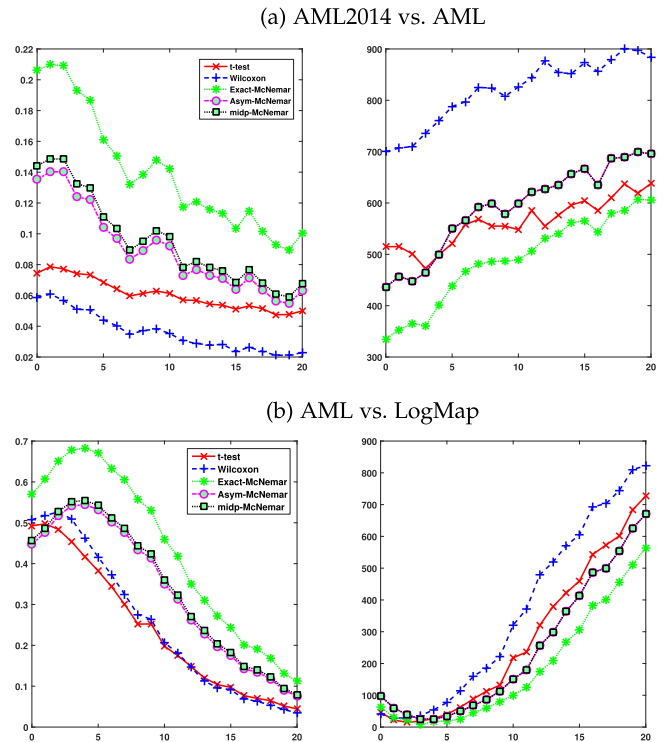 (a) AML2014 vs. AML
0.22
0.2
0.18
0.16
0.14
0.12
0.1
0.08
0.06
0.04
0.02
0 5 10 15 20
t-test
Wilcoxon
Exact-McNemar
Asym-McNemar
midp-McNemar
900
800
700
600
500
400
300
0 5 10 15 20
(b) AML vs. LogMap
0.7
0.6
0.5
0.4
0.3
0.2
0.1
0
0 5 10 15 20
t-test
Wilcoxon
Exact-McNemar
Asym-McNemar
midp-McNemar
900
800
700
600
500
400
300
200
100
0
0 5 10 15 20